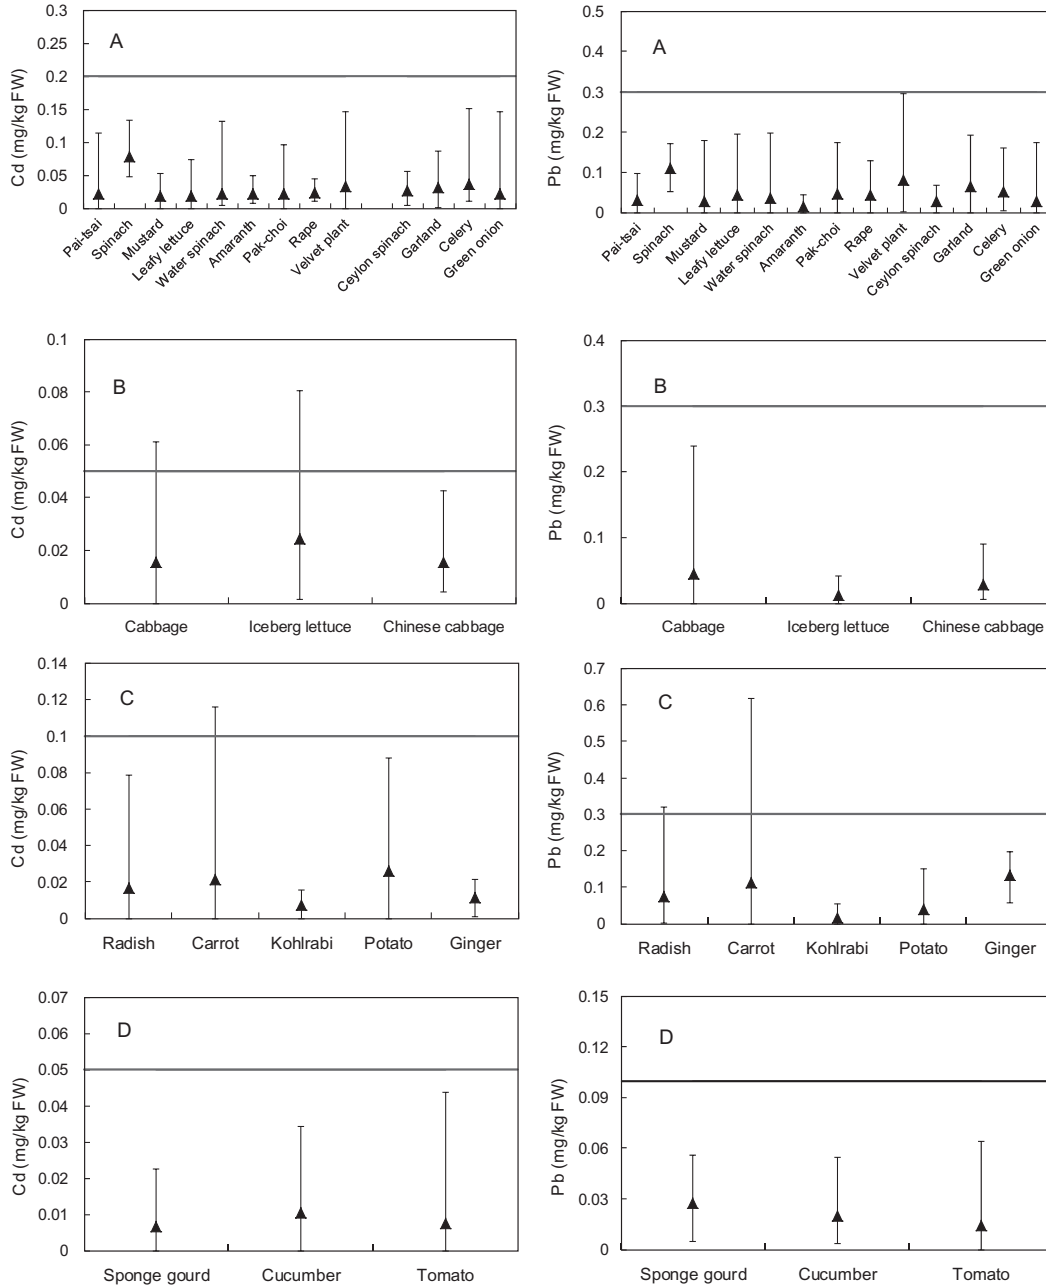 0.3
0.25
0.2
0.15
0.1
0.05
0
Cd (mg/kg FW)
A
Pai-tsai
Spinach
Mustard
Leafy lettuce
Water spinach
Amaranth
Pak-choi
Rape
Velvet plant
Ceylon spinach
Garland
Celery
Green onion
0.5
0.4
0.3
0.2
0.1
0
Pb (mg/kg FW)
A
Pai-tsai
Spinach
Mustard
Leafy lettuce
Water spinach
Amaranth
Pak-choi
Rape
Velvet plant
Ceylon spinach
Garland
Celery
Green onion
0.1
0.08
0.06
0.04
0.02
0
Cd (mg/kg FW)
B
Cabbage Iceberg lettuce Chinese cabbage
0.4
0.3
0.2
0.1
0
Pb (mg/kg FW)
B
Cabbage Iceberg lettuce Chinese cabbage
0.14
0.12
0.1
0.08
0.06
0.04
0.02
0
Cd (mg/kg FW)
C
Radish Carrot Kohlrabi Potato Ginger
0.7
0.6
0.5
0.4
0.3
0.2
0.1
0
Pb (mg/kg FW)
C
Radish Carrot Kohlrabi Potato Ginger
0.07
0.06
0.05
0.04
0.03
0.02
0.01
0
Cd (mg/kg FW)
D
Sponge gourd Cucumber Tomato
0.15
0.12
0.09
0.06
0.03
0
Pb (mg/kg FW)
D
Sponge gourd Cucumber Tomato